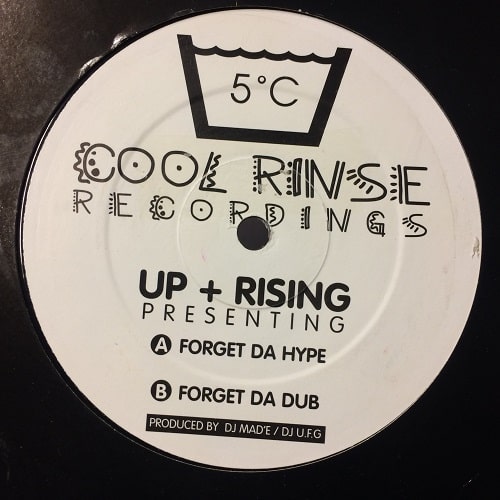 5°C
COOL RINSE
RECORDINGS
UP + RISING
PRESENTING
A FORGET DA HYPE
B FORGET DA DUB
PRODUCED BY DJ MAD'E / DJ U.F.G